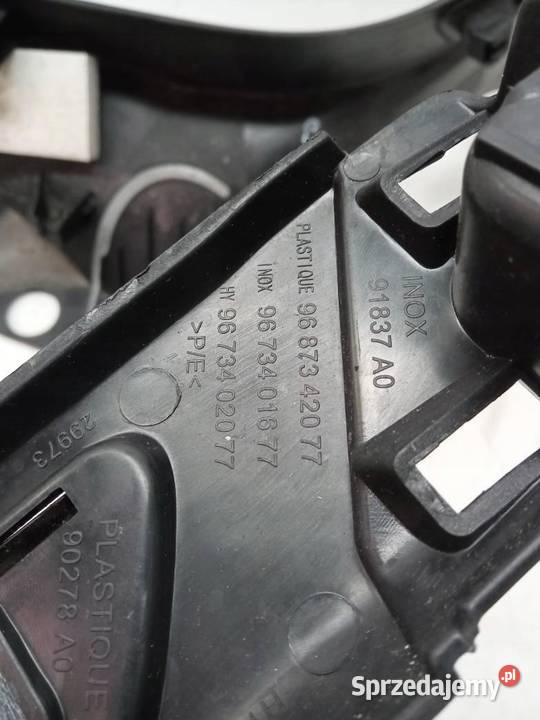 PLASTIQUE 96 873 420 77
INOX 96 734 016 77
HY 96 734 020 77
>P/E<
INOX
91837 A0
29973
PLASTIQUE
90278 A0
Sprzedajemy.pl